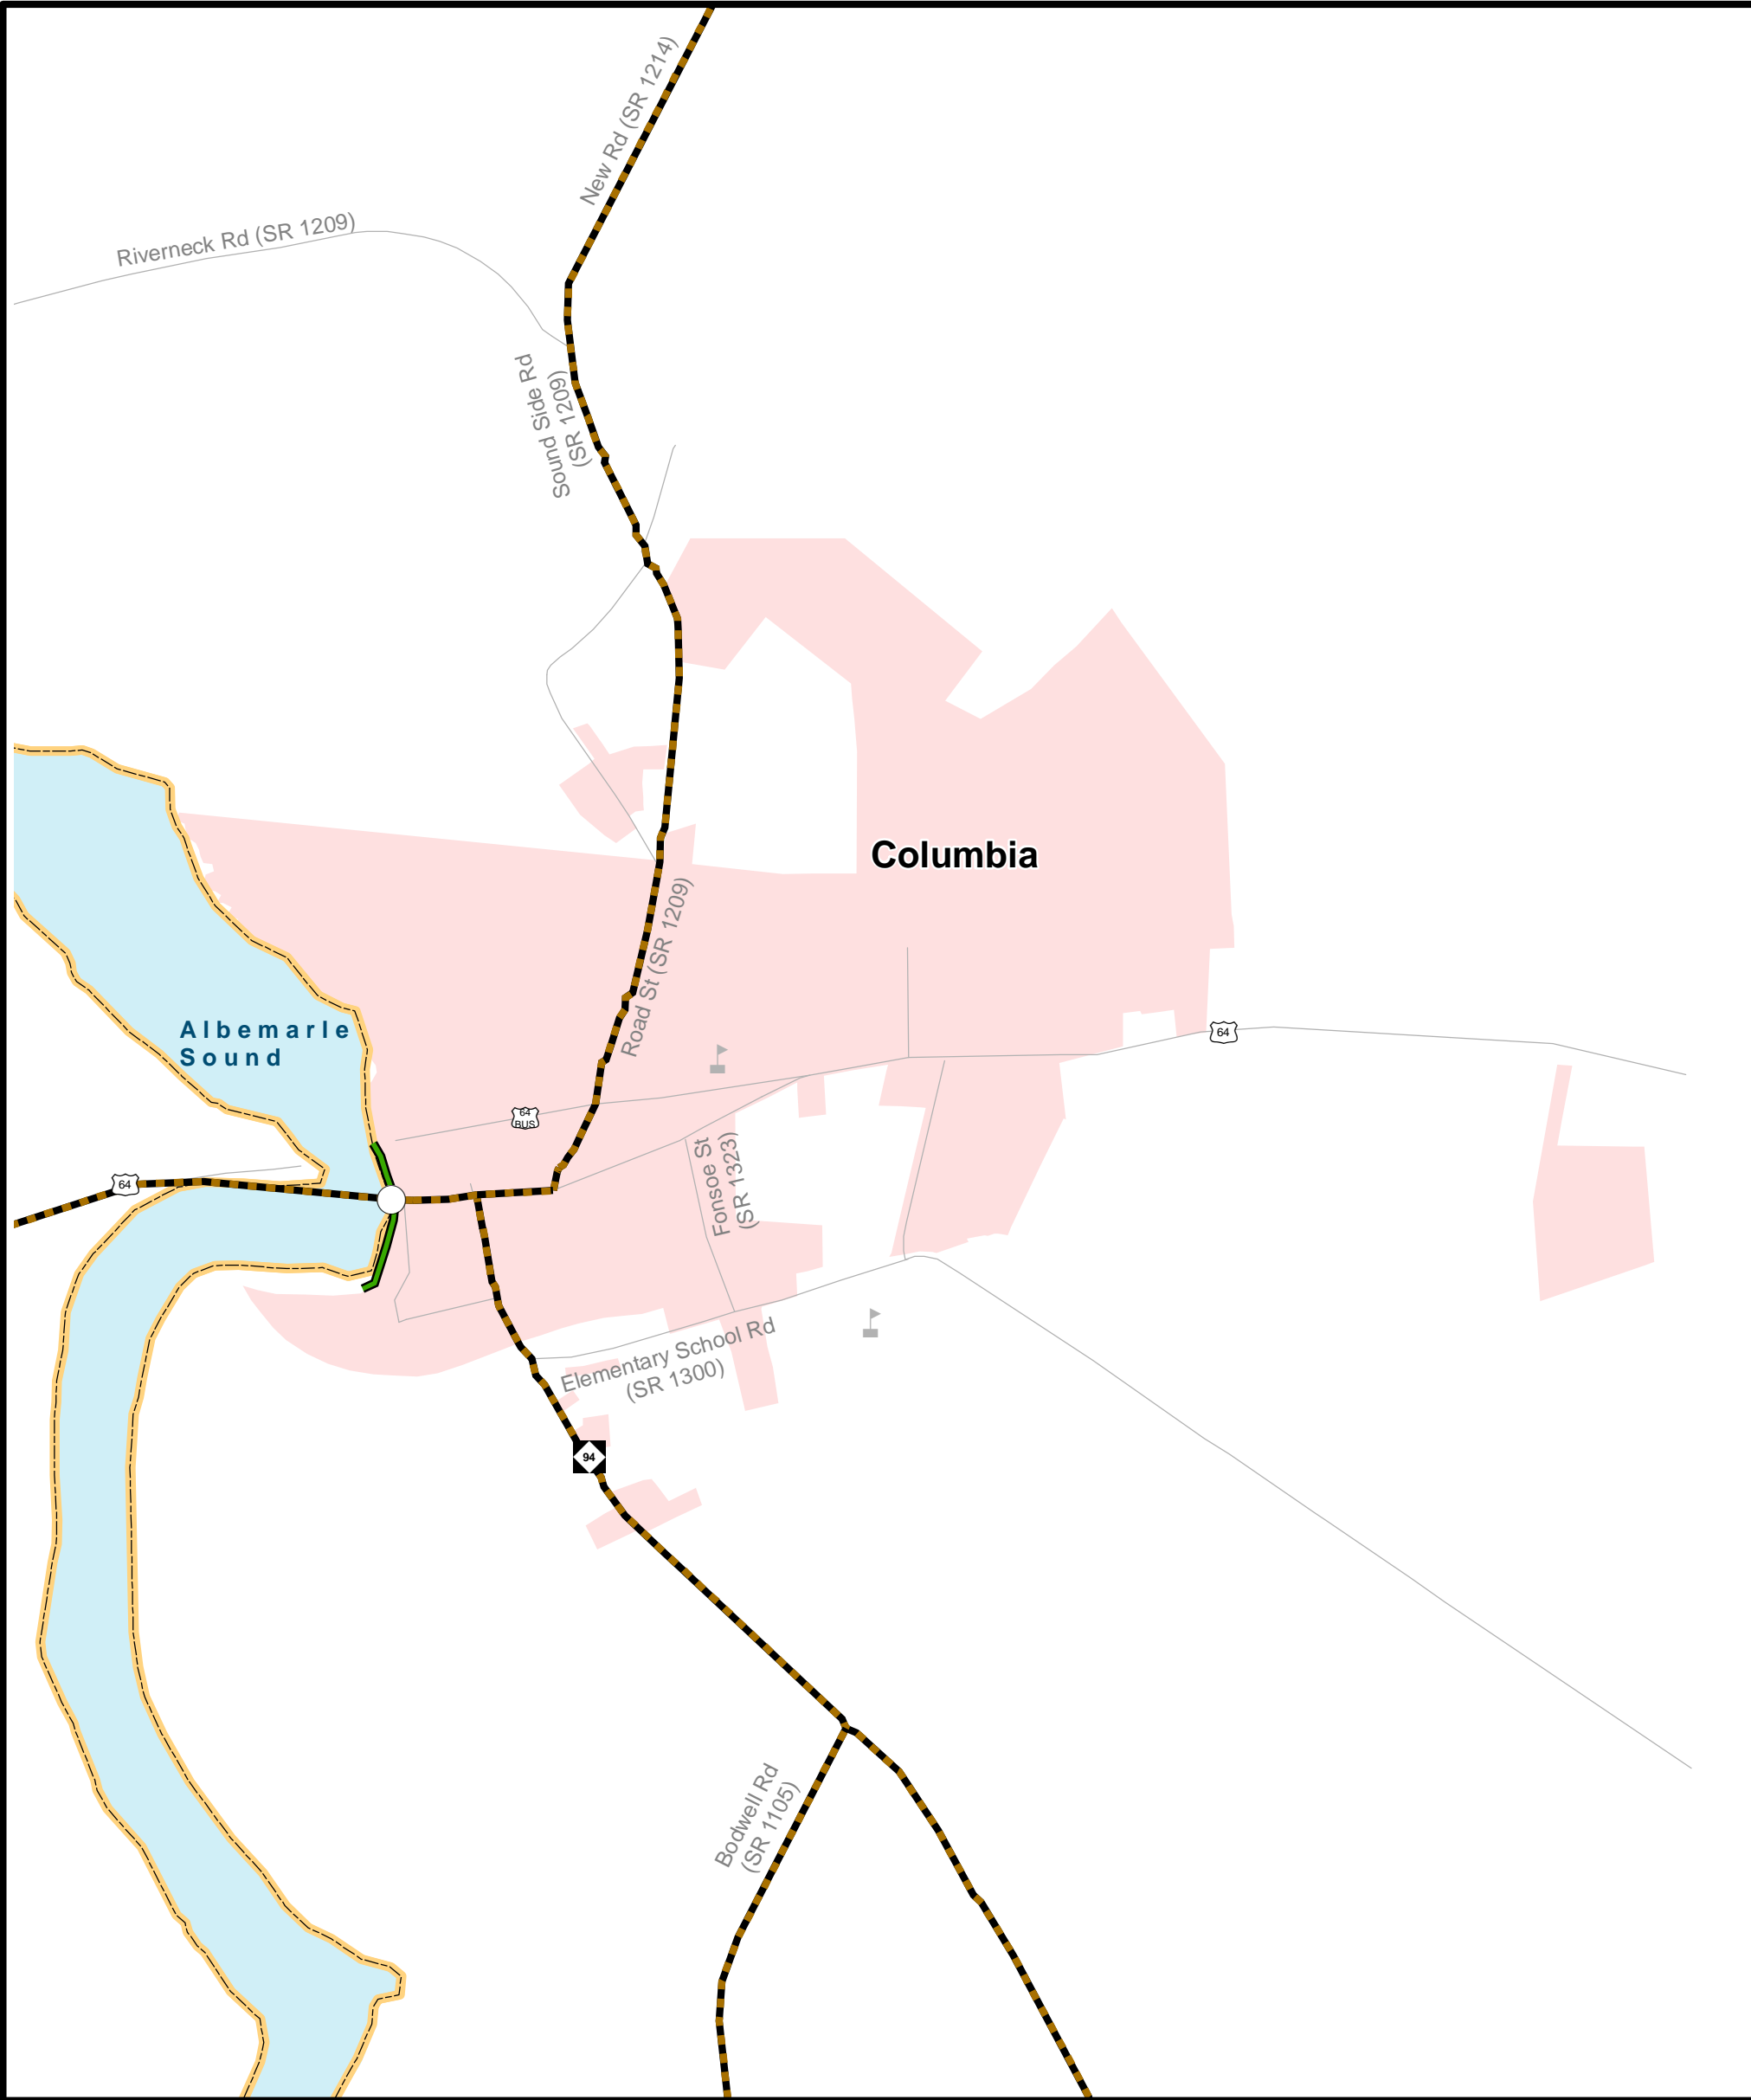 New Rd (SR 1214)
Riverneck Rd (SR 1209)
Sound Side Rd
(SR 1209)
Columbia
Road St (SR 1209)
Albemarle
Sound
64
64
BUS
Fonsoe St
(SR 1323)
64
Elementary School Rd
(SR 1300)
94
Bodwell Rd
(SR 1105)